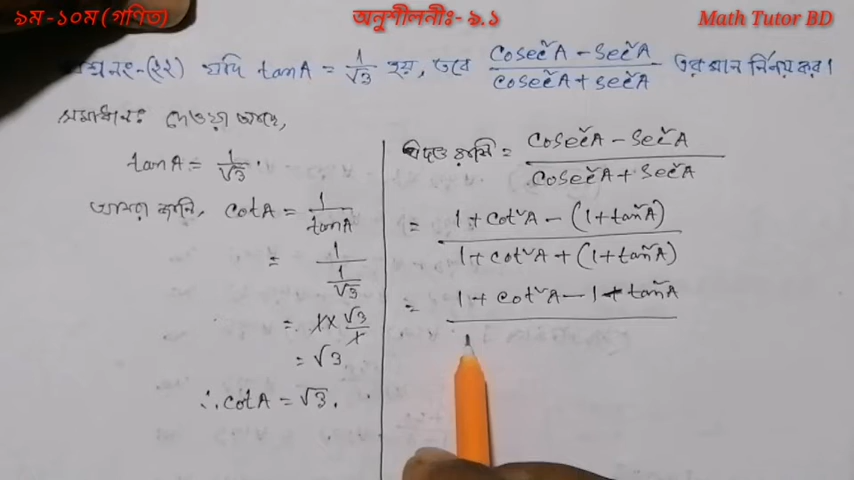 ৯ম-১০ম (গণিত)
অনুশীলনীঃ- ৯.১
Math Tutor BD
প্রশ্ন নং-(২২) যদি tanA = 1/√3 হয়, তবে (cosec²A − sec²A)/(cosec²A + sec²A) এর মান নির্ণয় কর।
সমাধানঃ দেওয়া আছে,
tanA = 1/√3.
আমরা জানি, cotA = 1/tanA
= 1/(1/√3)
= 1 × √3/1
= √3
∴ cotA = √3.
প্রদত্ত রাশি = (cosec²A − sec²A)/(cosec²A + sec²A)
= (1 + cot²A − (1 + tan²A))/(1 + cot²A + (1 + tan²A))
= 1 + cot²A − 1 − tan²A